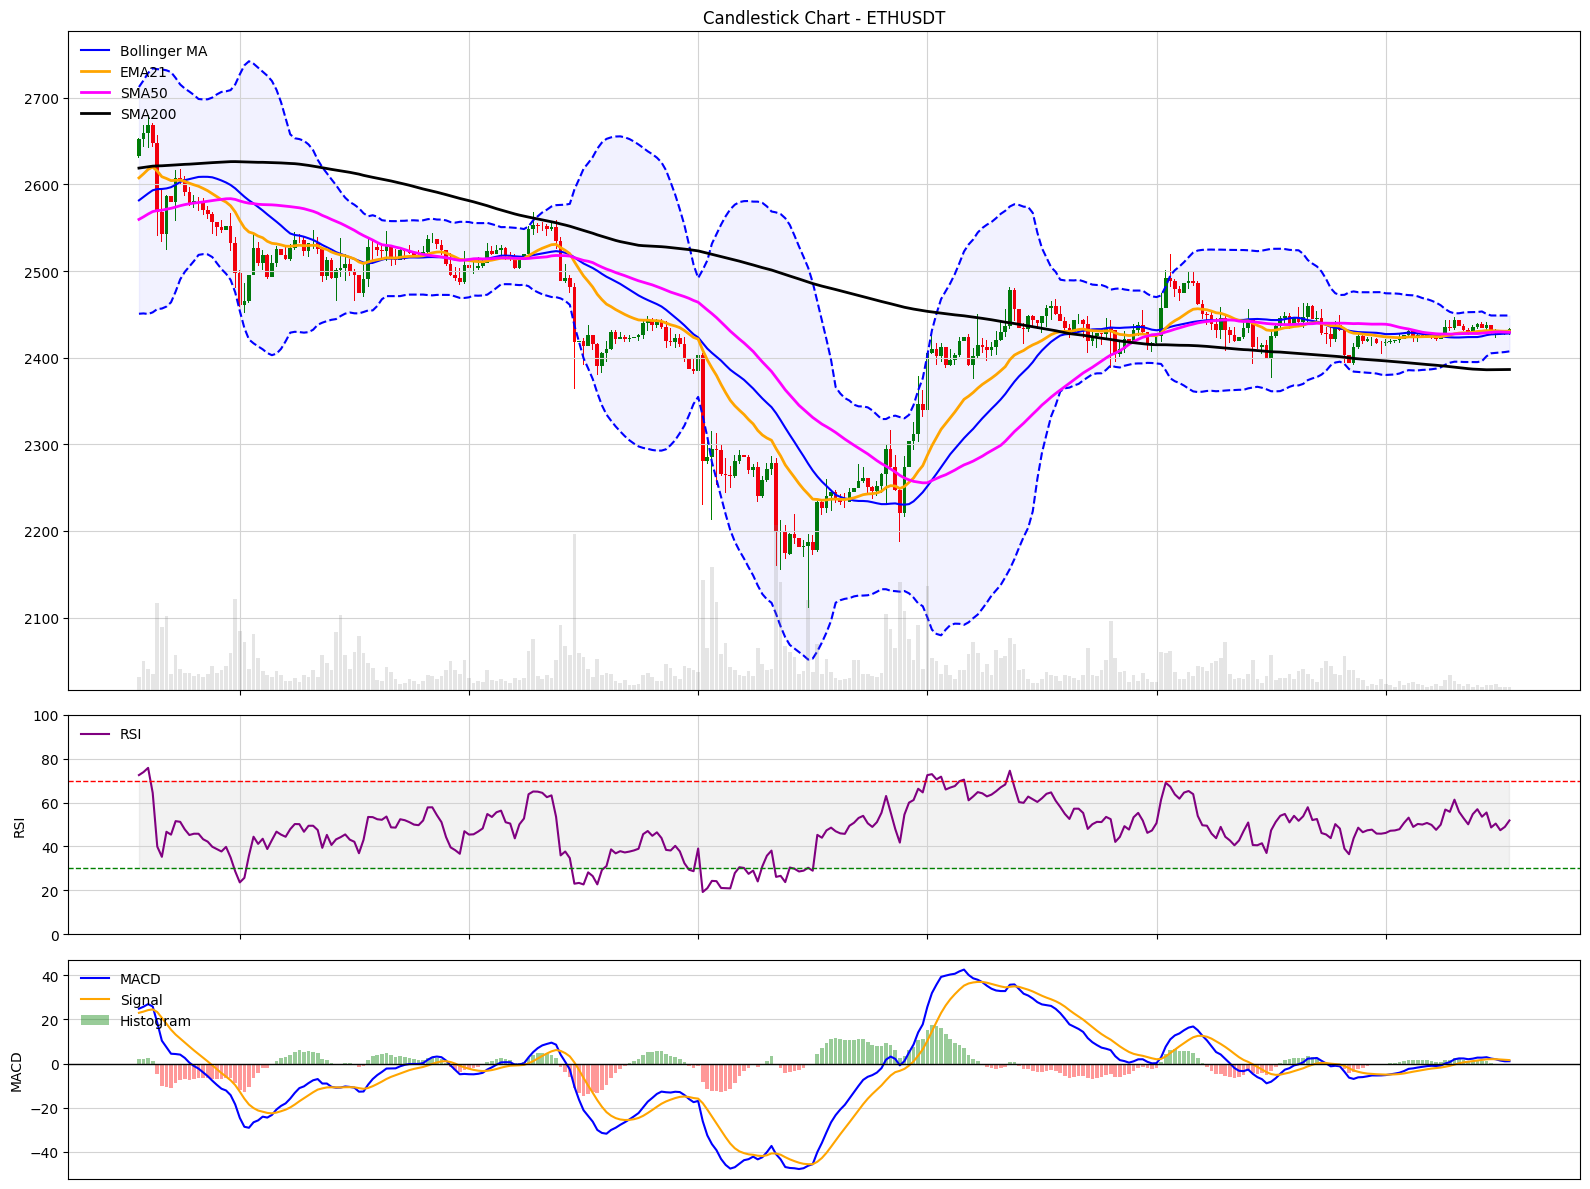 Candlestick Chart - ETHUSDT
Bollinger MA
EMA21
SMA50
SMA200
2700
2600
2500
2400
2300
2200
2100
RSI
100
80
60
40
20
0
RSI
MACD
Signal
Histogram
40
20
0
−20
−40
MACD